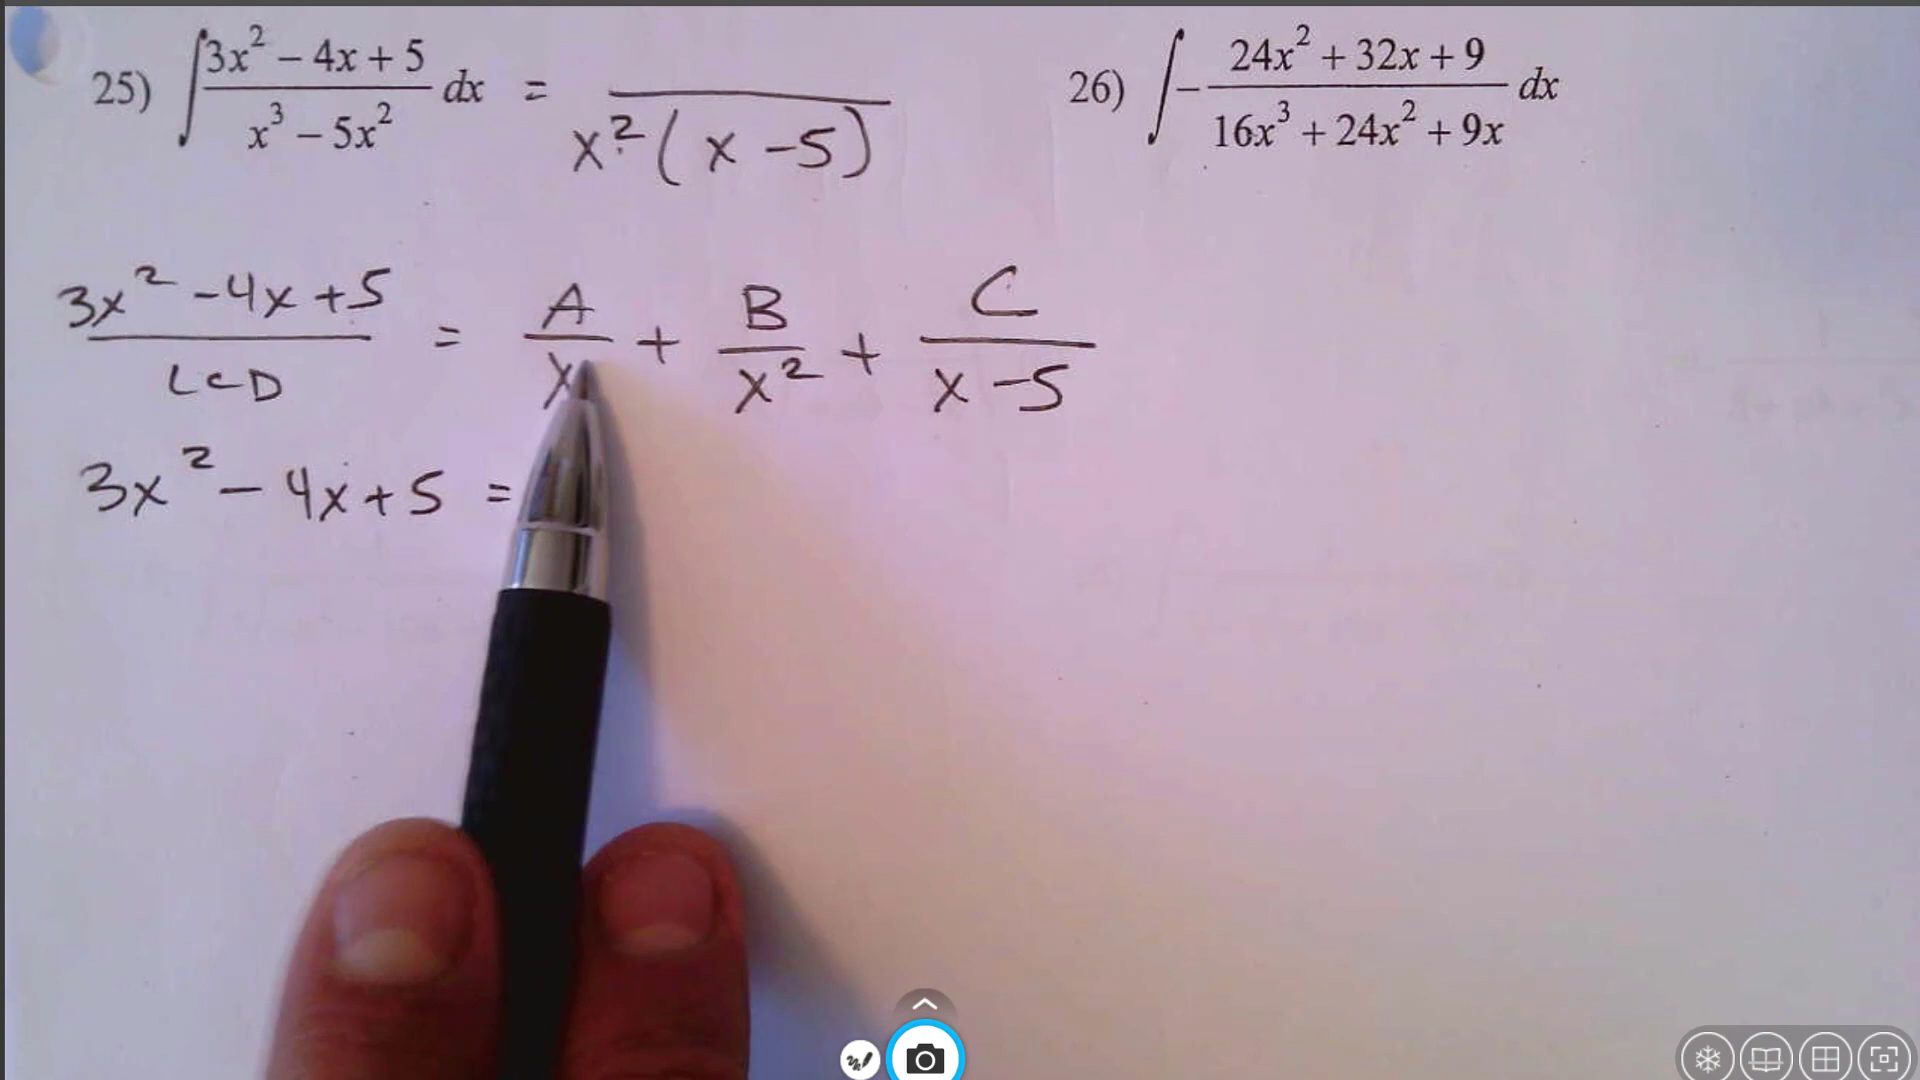 25) ∫ (3x² − 4x + 5)/(x³ − 5x²) dx = /(x²(x − 5))
26) ∫ − (24x² + 32x + 9)/(16x³ + 24x² + 9x) dx
(3x² − 4x + 5)/LCD = A/x + B/x² + C/(x − 5)
3x² − 4x + 5 =